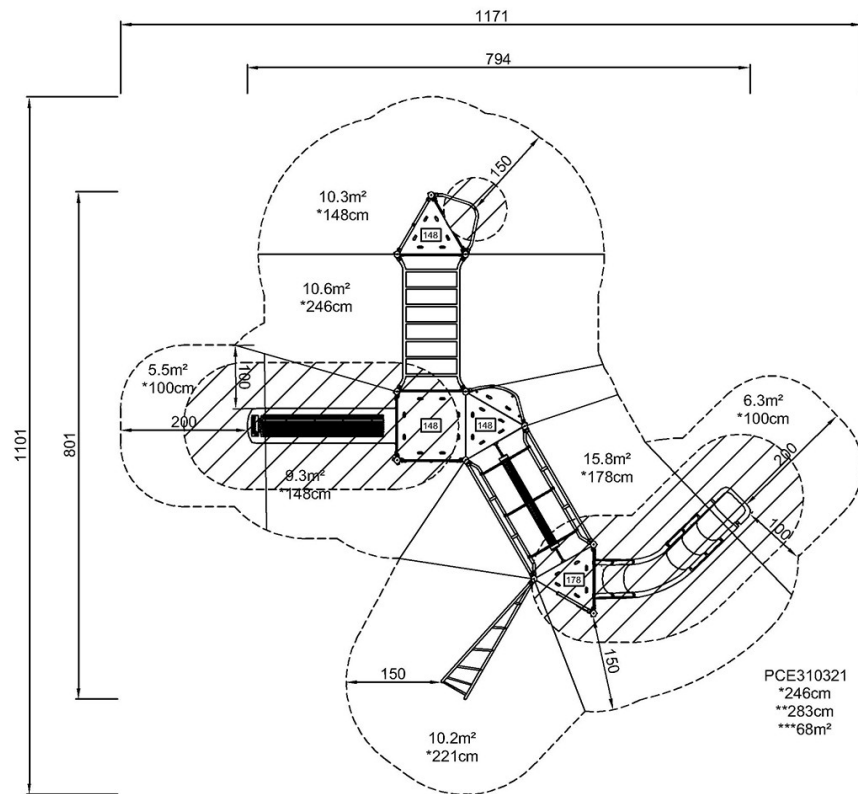 1171
794
150
10.3m²
*148cm
148
10.6m²
*246cm
5.5m²
*100cm
100
200
148
148
9.3m²
*148cm
6.3m²
*100cm
200
15.8m²
*178cm
100
178
1101
801
150
150
10.2m²
*221cm
PCE310321
*246cm
**283cm
***68m²